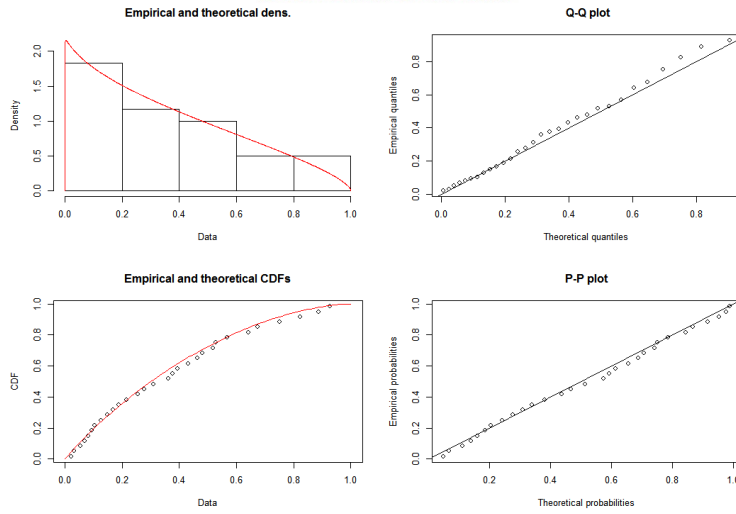 Empirical and theoretical dens.
Density
0.0 0.5 1.0 1.5 2.0
0.0 0.2 0.4 0.6 0.8 1.0
Data
Q-Q plot
Empirical quantiles
0.0 0.2 0.4 0.6 0.8
0.0 0.2 0.4 0.6 0.8
Theoretical quantiles
Empirical and theoretical CDFs
CDF
0.0 0.2 0.4 0.6 0.8 1.0
0.0 0.2 0.4 0.6 0.8 1.0
Data
P-P plot
Empirical probabilities
0.0 0.2 0.4 0.6 0.8 1.0
0.2 0.4 0.6 0.8 1.0
Theoretical probabilities